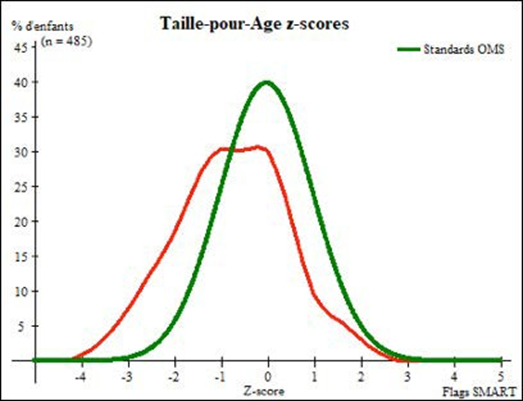 Taille-pour-Age z-scores
% d'enfants
(n = 485)
Standards OMS
45
40
35
30
25
20
15
10
5
-4 -3 -2 -1 0 1 2 3 4 5
Z-score
Flags SMART